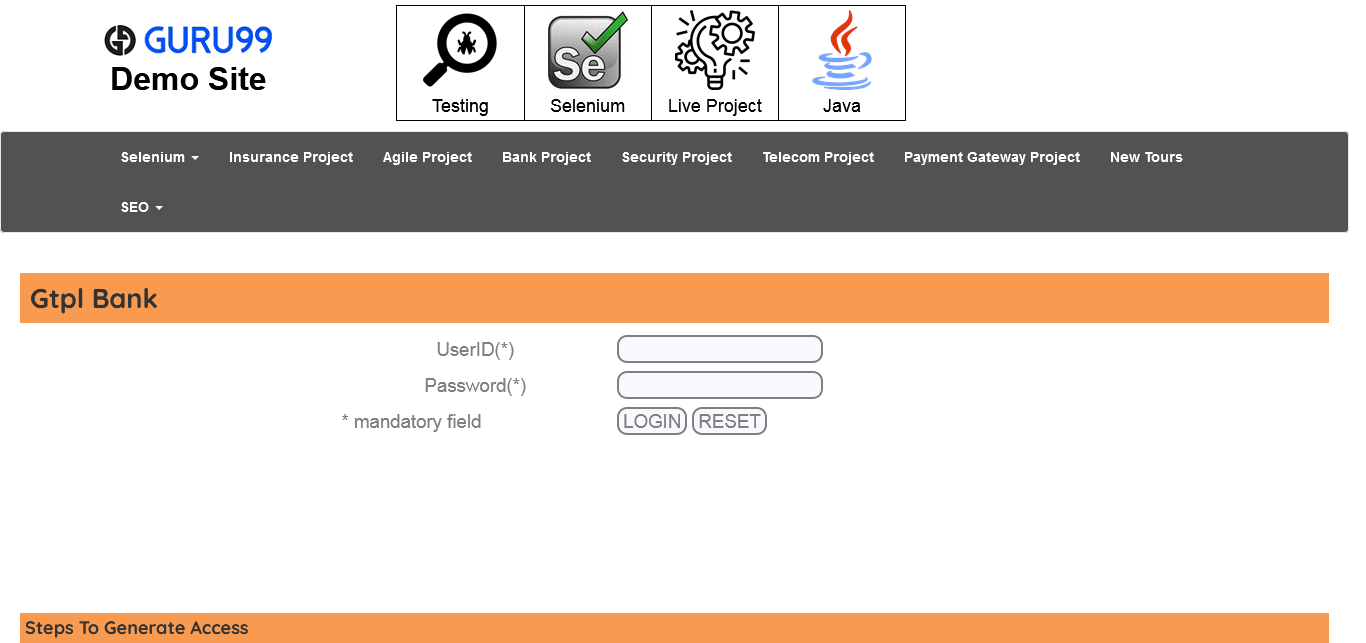 GURU99
Demo Site
Testing
Se
Selenium
Live Project
Java
Selenium Insurance Project Agile Project Bank Project Security Project Telecom Project Payment Gateway Project New Tours
SEO
Gtpl Bank
UserID(*)
Password(*)
* mandatory field LOGIN RESET
Steps To Generate Access